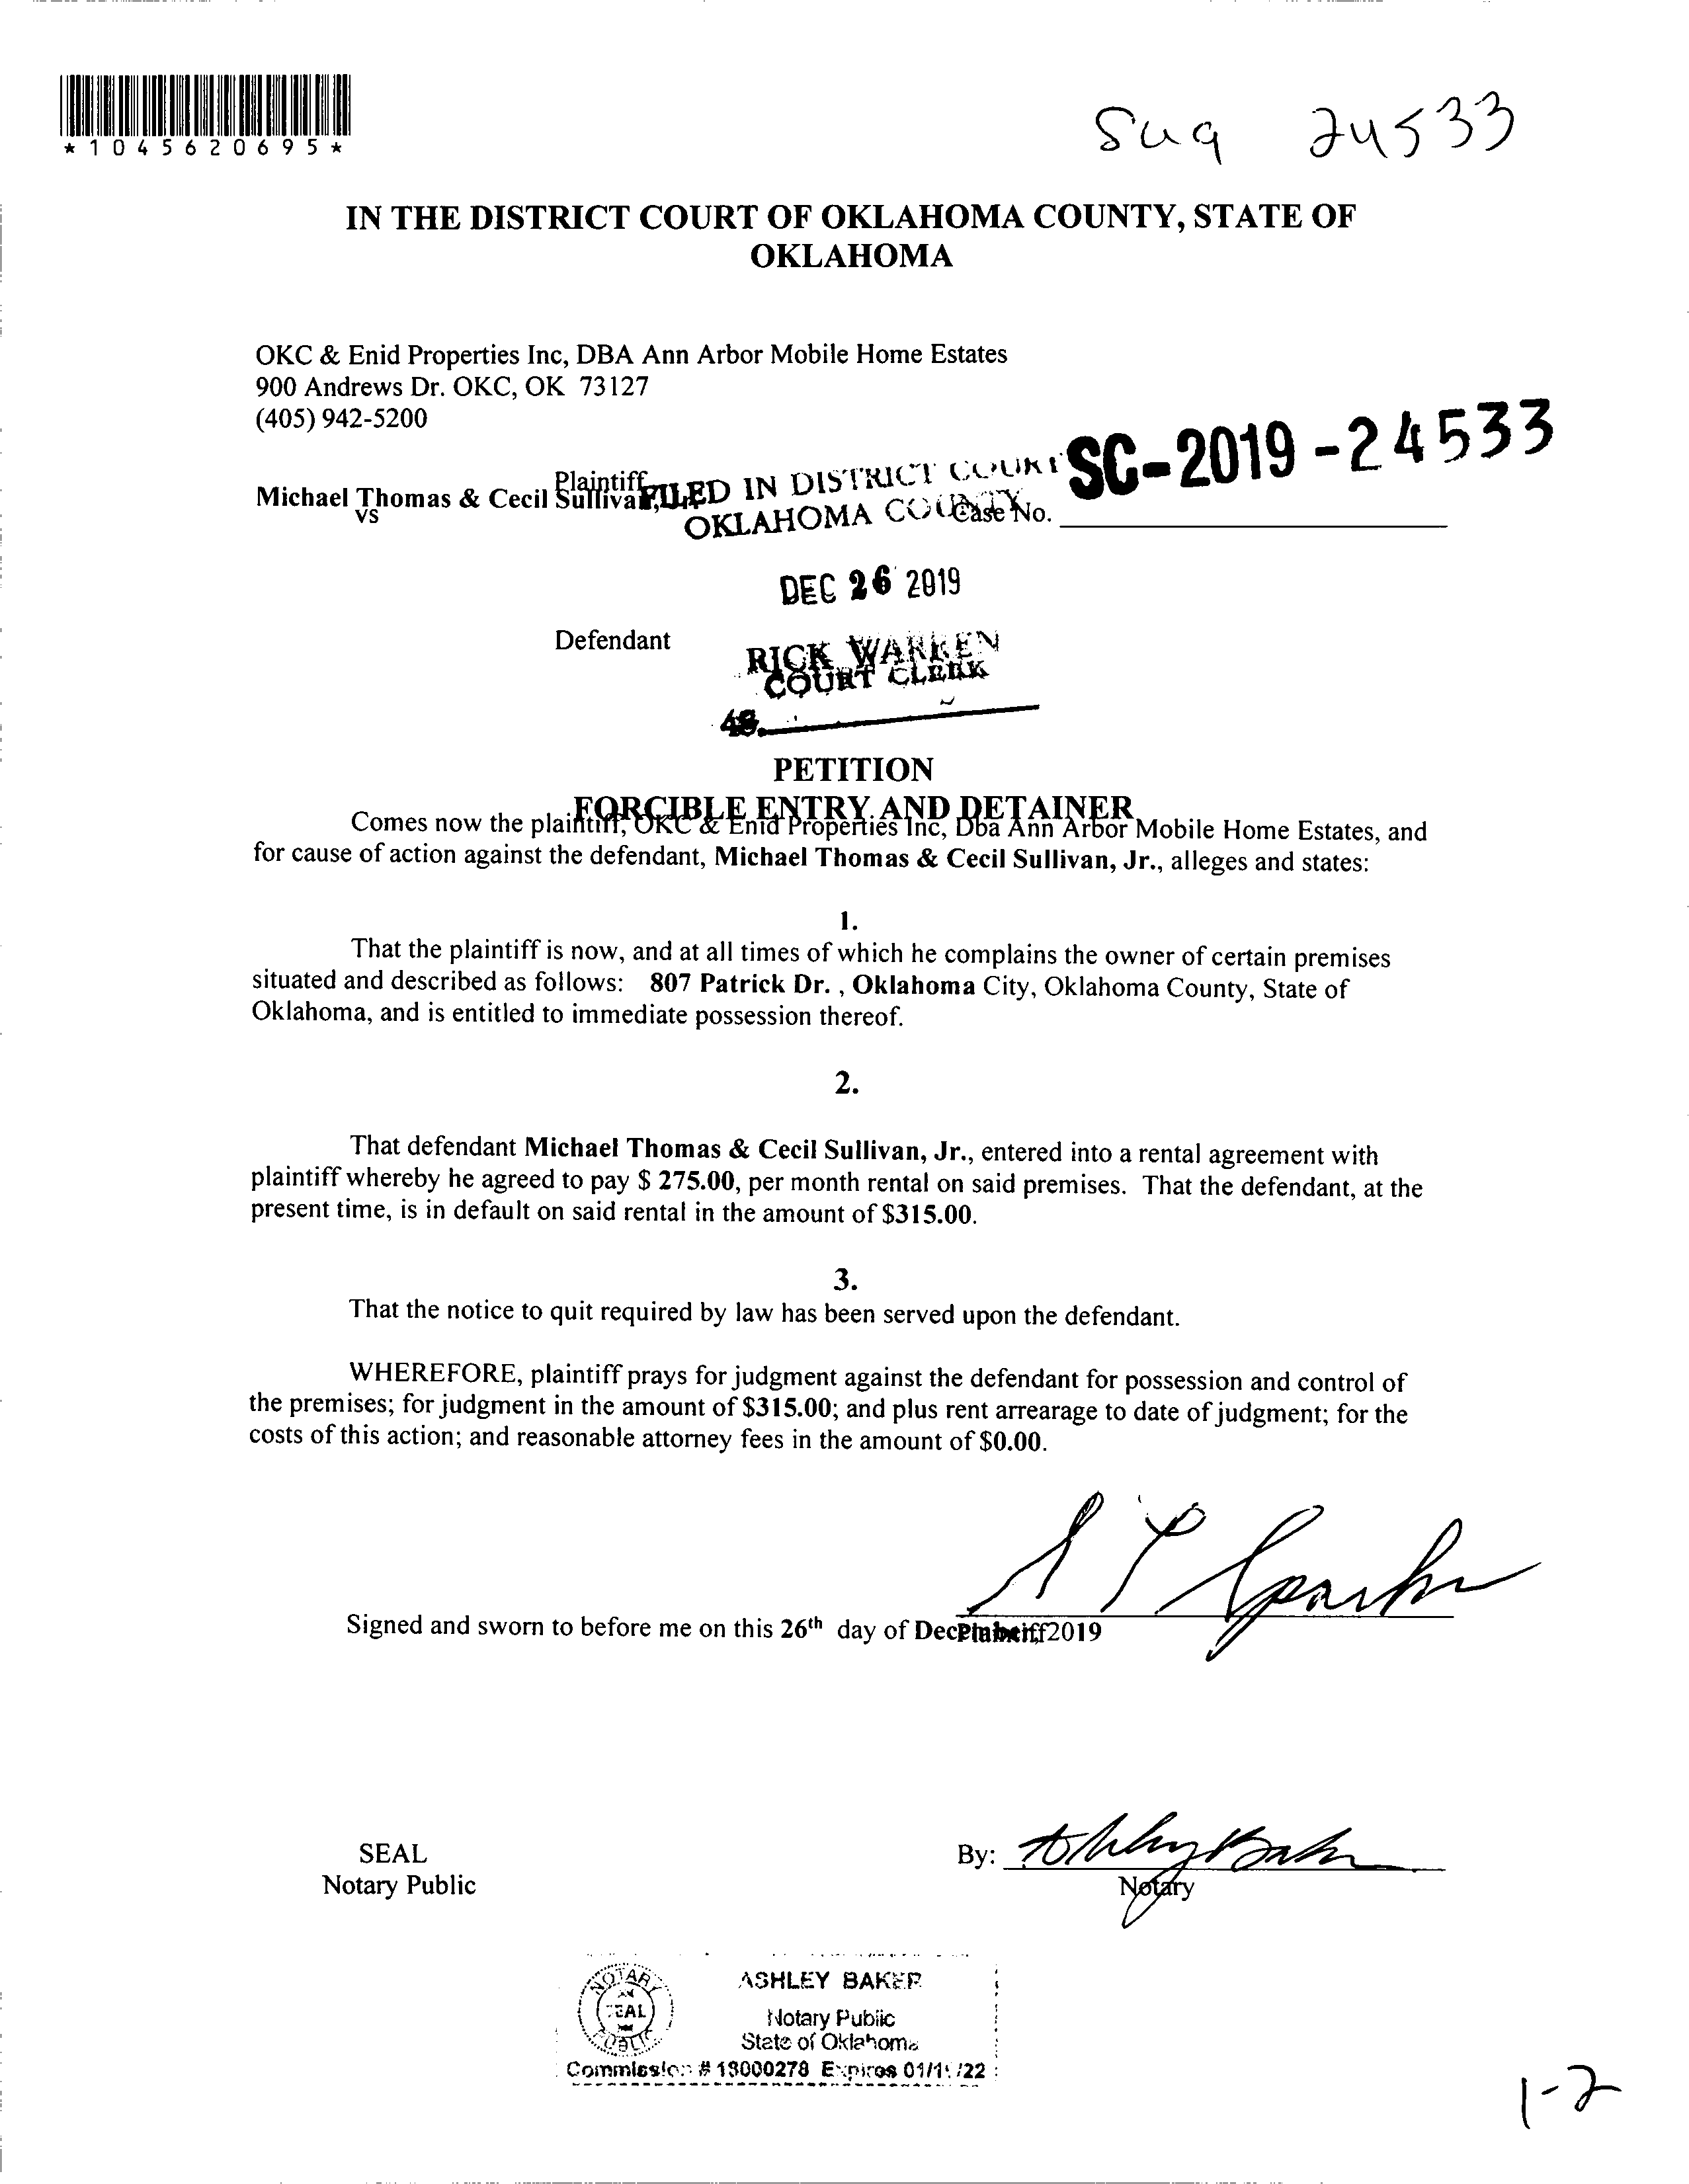 *1045620695*
24533
IN THE DISTRICT COURT OF OKLAHOMA COUNTY, STATE OF
OKLAHOMA
OKC & Enid Properties Inc, DBA Ann Arbor Mobile Home Estates
900 Andrews Dr. OKC, OK 73127
(405) 942-5200
SC-2019-24533
Plaintiff,
Michael Thomas & Cecil Sullivan, Jr.
FILED IN DISTRICT COURT
vs
OKLAHOMA COUNTY
Case No.
DEC 26 2019
Defendant
RICK WARREN
COURT CLERK
48.
PETITION
FORCIBLE ENTRY AND DETAINER
Comes now the plaintiff, OKC & Enid Properties Inc, Dba Ann Arbor Mobile Home Estates, and
for cause of action against the defendant, Michael Thomas & Cecil Sullivan, Jr., alleges and states:
1.
That the plaintiff is now, and at all times of which he complains the owner of certain premises
situated and described as follows: 807 Patrick Dr. , Oklahoma City, Oklahoma County, State of
Oklahoma, and is entitled to immediate possession thereof.
2.
That defendant Michael Thomas & Cecil Sullivan, Jr., entered into a rental agreement with
plaintiff whereby he agreed to pay $ 275.00, per month rental on said premises. That the defendant, at the
present time, is in default on said rental in the amount of $315.00.
3.
That the notice to quit required by law has been served upon the defendant.
WHEREFORE, plaintiff prays for judgment against the defendant for possession and control of
the premises; for judgment in the amount of $315.00; and plus rent arrearage to date of judgment; for the
costs of this action; and reasonable attorney fees in the amount of $0.00.
Signed and sworn to before me on this 26th day of December, 2019
Plaintiff
SEAL
By: Ashley Baker
Notary Public
Notary
NOTARY
SEAL
PUBLIC
ASHLEY BAKER
Notary Public
State of Oklahoma
Commission # 18000278 Expires 01/ /22
1-2